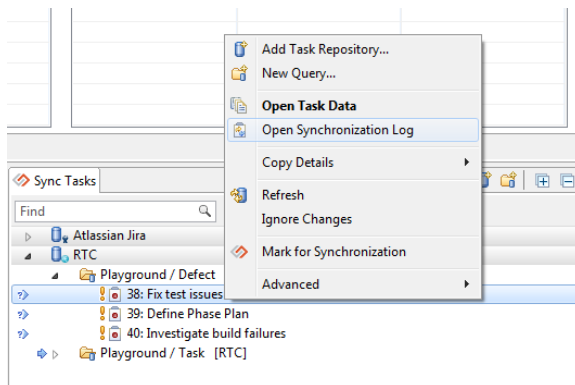 Add Task Repository...
New Query...
Open Task Data
Open Synchronization Log
Copy Details
Refresh
Ignore Changes
Mark for Synchronization
Advanced
Sync Tasks
Find
Atlassian Jira
RTC
Playground / Defect
38: Fix test issues
39: Define Phase Plan
40: Investigate build failures
Playground / Task [RTC]